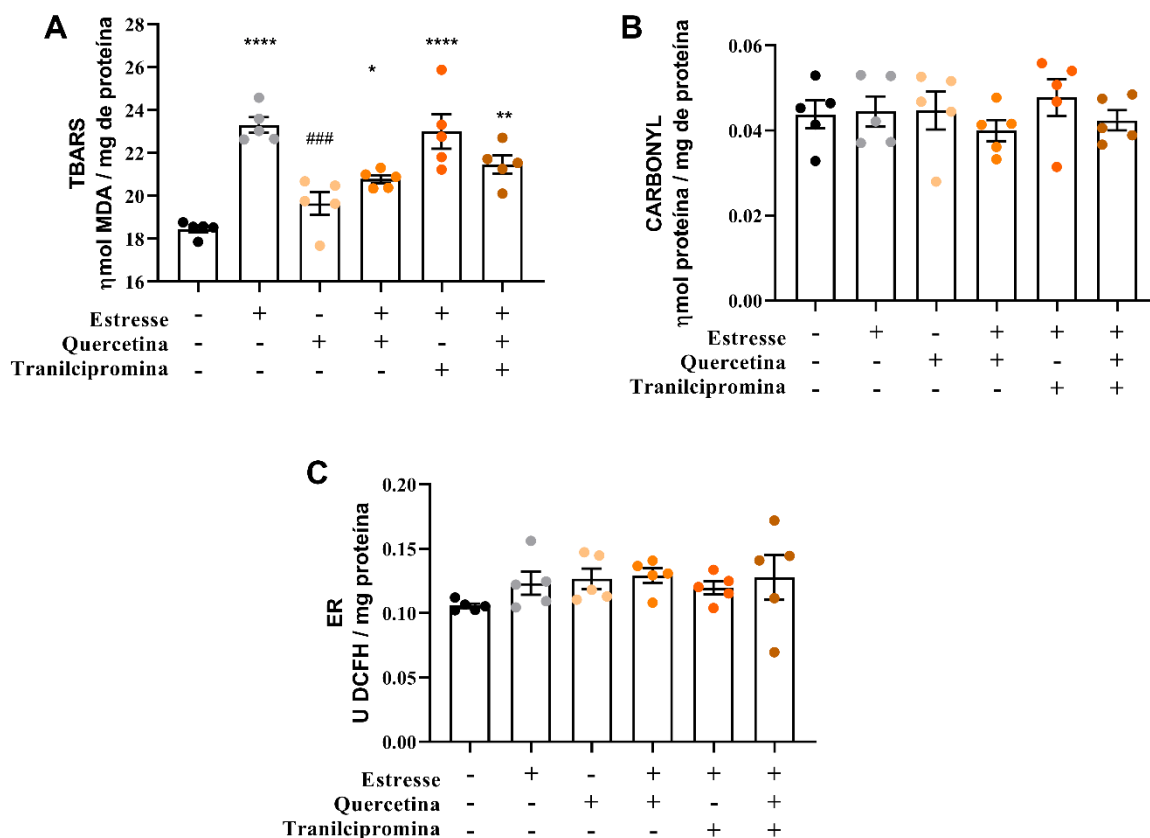 A
TBARS
ηmol MDA / mg de proteína
28
26
24
22
20
18
16
**** ### * **** **
Estresse - + - + + +
Quercetina - - + + - +
Tranilcipromina - - - - + +
B
CARBONYL
ηmol proteína / mg de proteína
0.06
0.04
0.02
0.00
Estresse - + - + + +
Quercetina - - + + - +
Tranilcipromina - - - - + +
C
ER
U DCFH / mg proteína
0.20
0.15
0.10
0.05
0.00
Estresse - + - + + +
Quercetina - - + + - +
Tranilcipromina - - - - + +